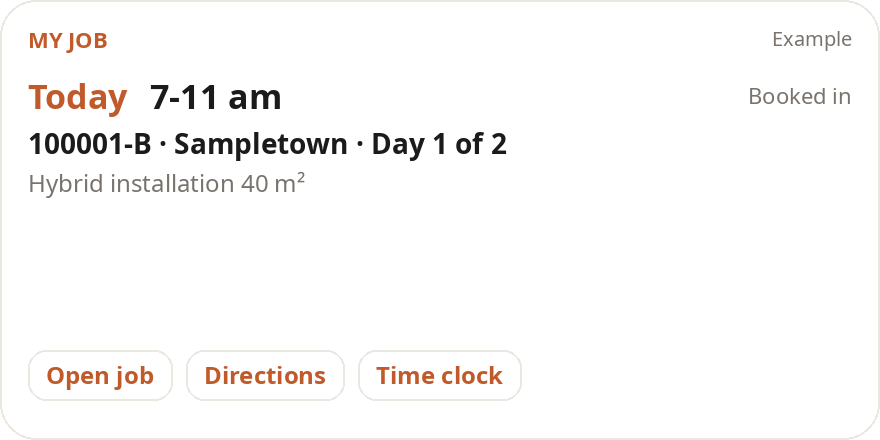 MY JOB Example
Today 7-11 am Booked in
100001-B · Sampletown · Day 1 of 2
Hybrid installation 40 m²
Open job Directions Time clock